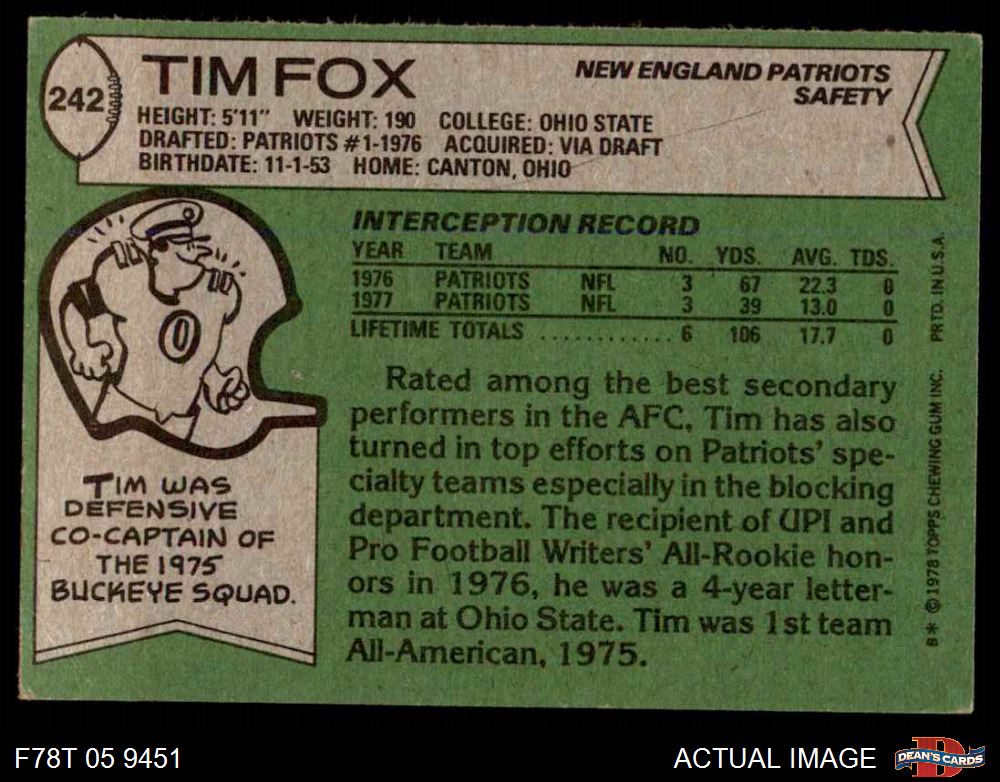 242
TIM FOX
NEW ENGLAND PATRIOTS
SAFETY
HEIGHT: 5'11" WEIGHT: 190 COLLEGE: OHIO STATE
DRAFTED: PATRIOTS #1-1976 ACQUIRED: VIA DRAFT
BIRTHDATE: 11-1-53 HOME: CANTON, OHIO
0
TIM WAS
DEFENSIVE
CO-CAPTAIN OF
THE 1975
BUCKEYE SQUAD.
INTERCEPTION RECORD
YEAR TEAM NO. YDS. AVG. TDS.
1976 PATRIOTS NFL 3 67 22.3 0
1977 PATRIOTS NFL 3 39 13.0 0
LIFETIME TOTALS ............ 6 106 17.7 0
Rated among the best secondary
performers in the AFC, Tim has also
turned in top efforts on Patriots' spe-
cialty teams especially in the blocking
department. The recipient of UPI and
Pro Football Writers' All-Rookie hon-
ors in 1976, he was a 4-year letter-
man at Ohio State. Tim was 1st team
All-American, 1975.
B* © 1978 TOPPS CHEWING GUM INC. PRTD. IN U.S.A.
F78T 05 9451
ACTUAL IMAGE
D
DEAN'S CARDS